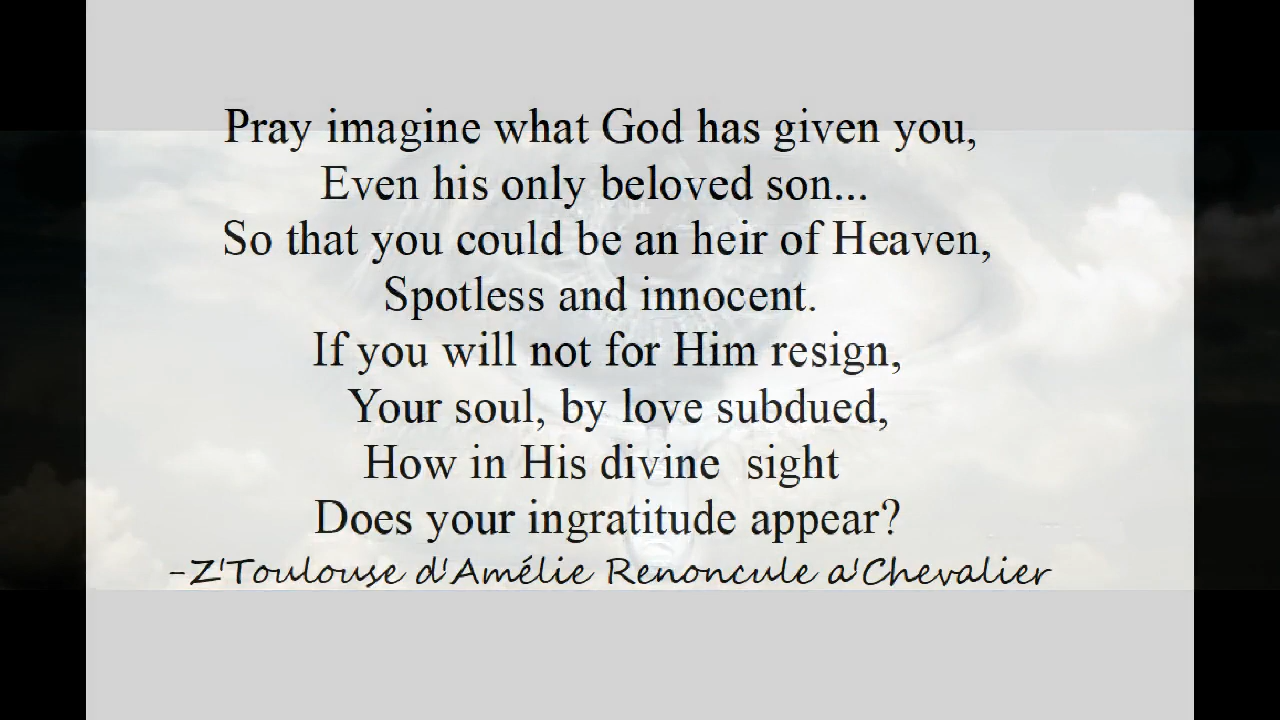 Pray imagine what God has given you,
Even his only beloved son...
So that you could be an heir of Heaven,
Spotless and innocent.
If you will not for Him resign,
Your soul, by love subdued,
How in His divine  sight
Does your ingratitude appear?
-Z'Toulouse d'Amélie Renoncule a'Chevalier